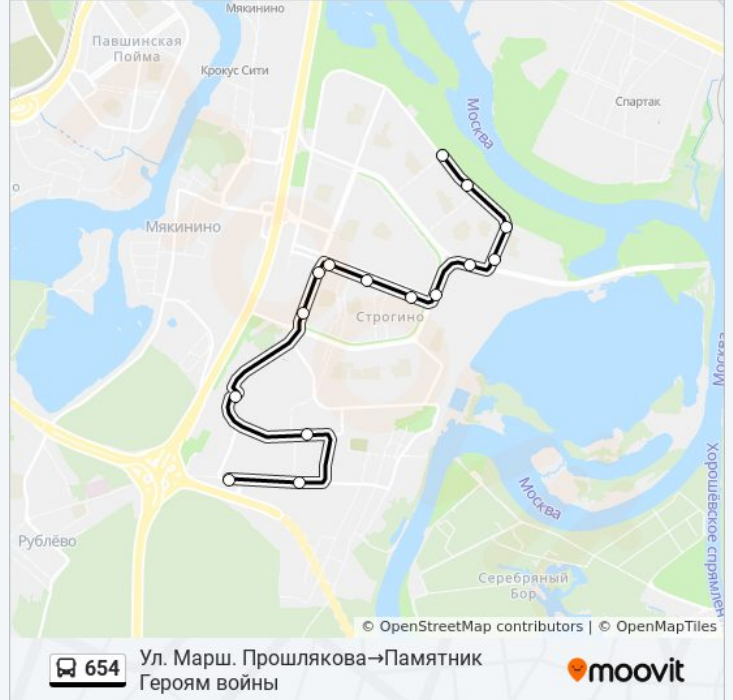 Мякинино
Павшинская
Пойма
Крокус Сити
Москва
Спартак
о
Мякинино
Строгино
Москва
Москва
Хорошёвское спрямлен
Рублёво
Серебряный
Бор
© OpenStreetMap contributors | © OpenMapTiles
654
Ул. Марш. Прошлякова→Памятник
Героям войны
moovit